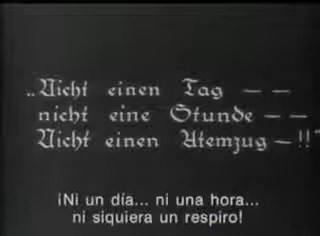 „Nicht einen Tag — —
nicht eine Stunde — —
Nicht einen Atemzug — !!"
¡Ni un día... ni una hora...
ni siquiera un respiro!